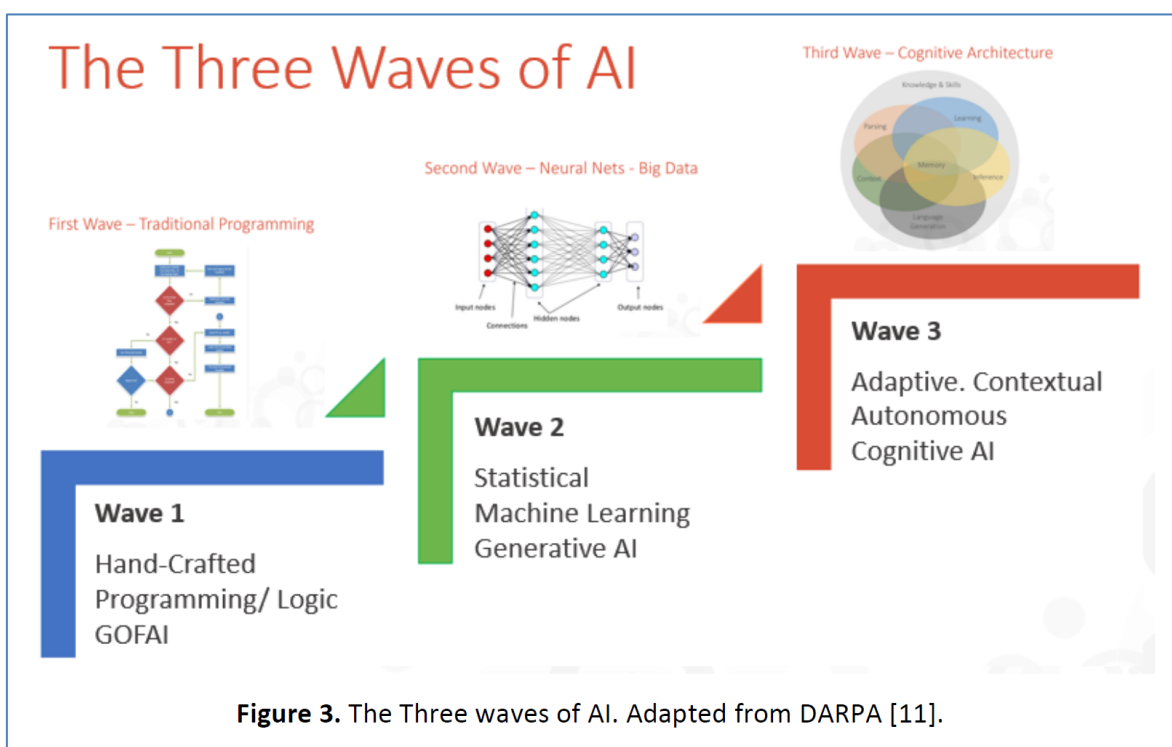 The Three Waves of AI
Third Wave – Cognitive Architecture
Knowledge & Skills
Parsing
Learning
Memory
Context
Inference
Language
Generation
Second Wave – Neural Nets - Big Data
Input nodes
Connections
Hidden nodes
Output nodes
First Wave – Traditional Programming
Wave 1
Hand-Crafted
Programming/ Logic
GOFAI
Wave 2
Statistical
Machine Learning
Generative AI
Wave 3
Adaptive. Contextual
Autonomous
Cognitive AI
Figure 3. The Three waves of AI. Adapted from DARPA [11].